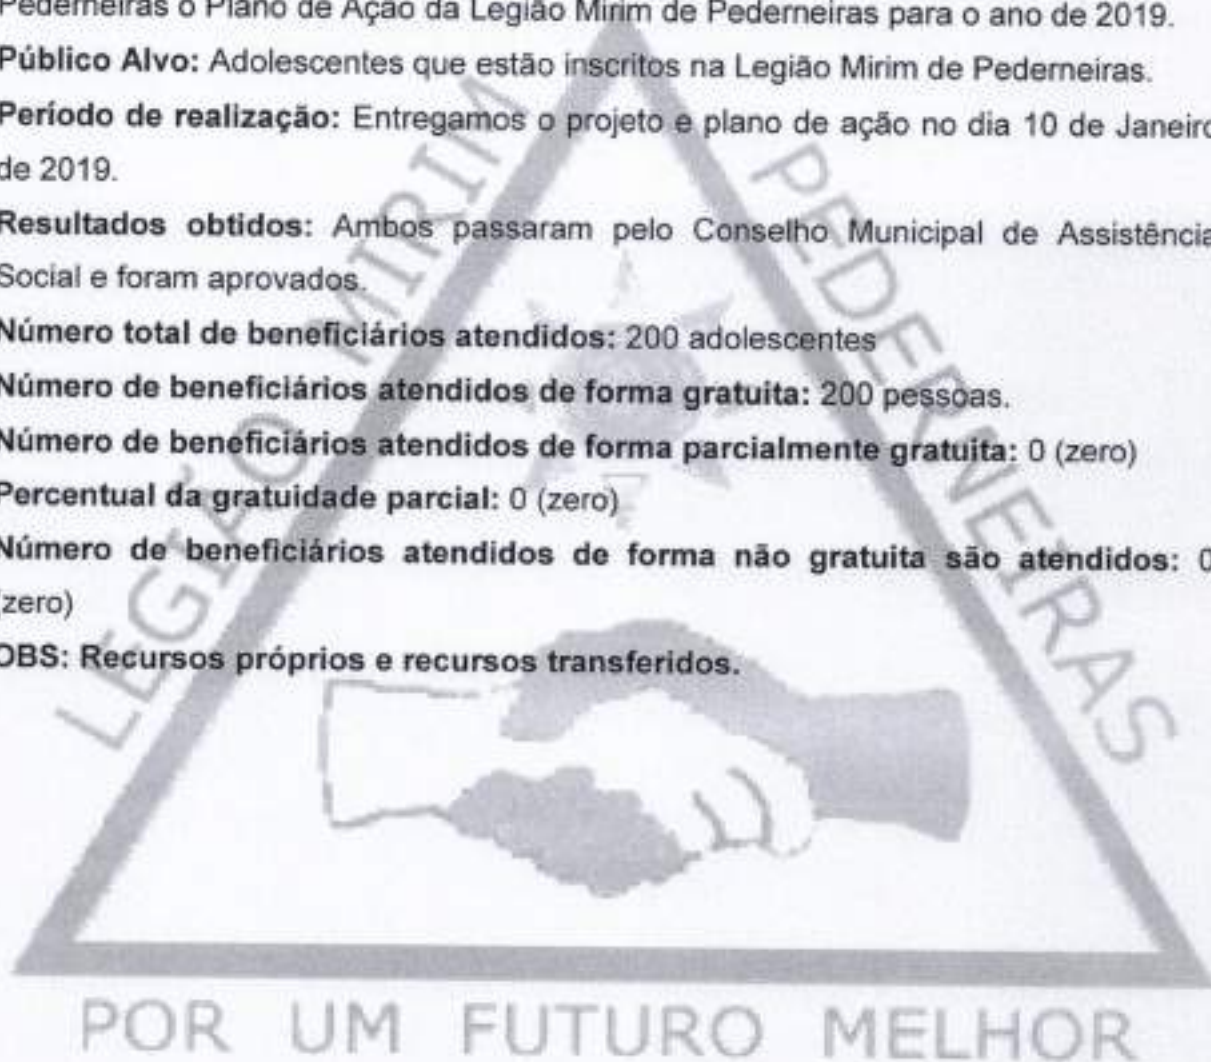 Pederneiras o Plano de Ação da Legião Mirim de Pederneiras para o ano de 2019.
Público Alvo: Adolescentes que estão inscritos na Legião Mirim de Pederneiras.
Período de realização: Entregamos o projeto e plano de ação no dia 10 de Janeiro
de 2019.
Resultados obtidos: Ambos passaram pelo Conselho Municipal de Assistência
Social e foram aprovados.
Número total de beneficiários atendidos: 200 adolescentes
Número de beneficiários atendidos de forma gratuita: 200 pessoas.
Número de beneficiários atendidos de forma parcialmente gratuita: 0 (zero)
Percentual da gratuidade parcial: 0 (zero)
Número de beneficiários atendidos de forma não gratuita são atendidos: 0
(zero)
OBS: Recursos próprios e recursos transferidos.
LEGIÃO MIRIM
PEDERNEIRAS
POR UM FUTURO MELHOR